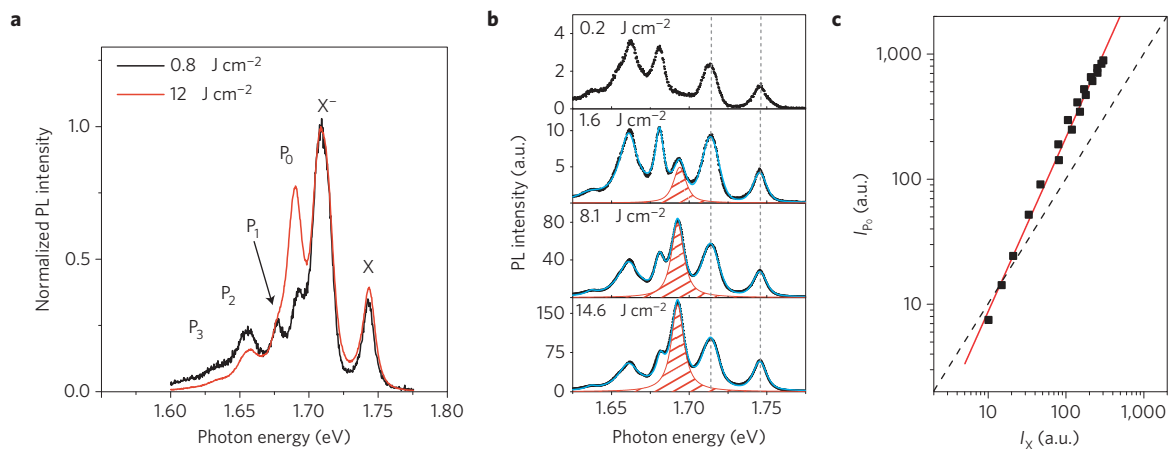 a
0.8 J cm⁻²
12 J cm⁻²
X⁻
P₀
P₁
P₂
P₃
X
1.0
0.5
0.0
Normalized PL intensity
1.60 1.65 1.70 1.75 1.80
Photon energy (eV)
b
0.2 J cm⁻²
4
2
0
1.6 J cm⁻²
10
5
0
8.1 J cm⁻²
80
40
0
14.6 J cm⁻²
150
75
0
PL intensity (a.u.)
1.65 1.70 1.75
Photon energy (eV)
c
1,000
100
10
I_P₀ (a.u.)
10 100 1,000
I_X (a.u.)